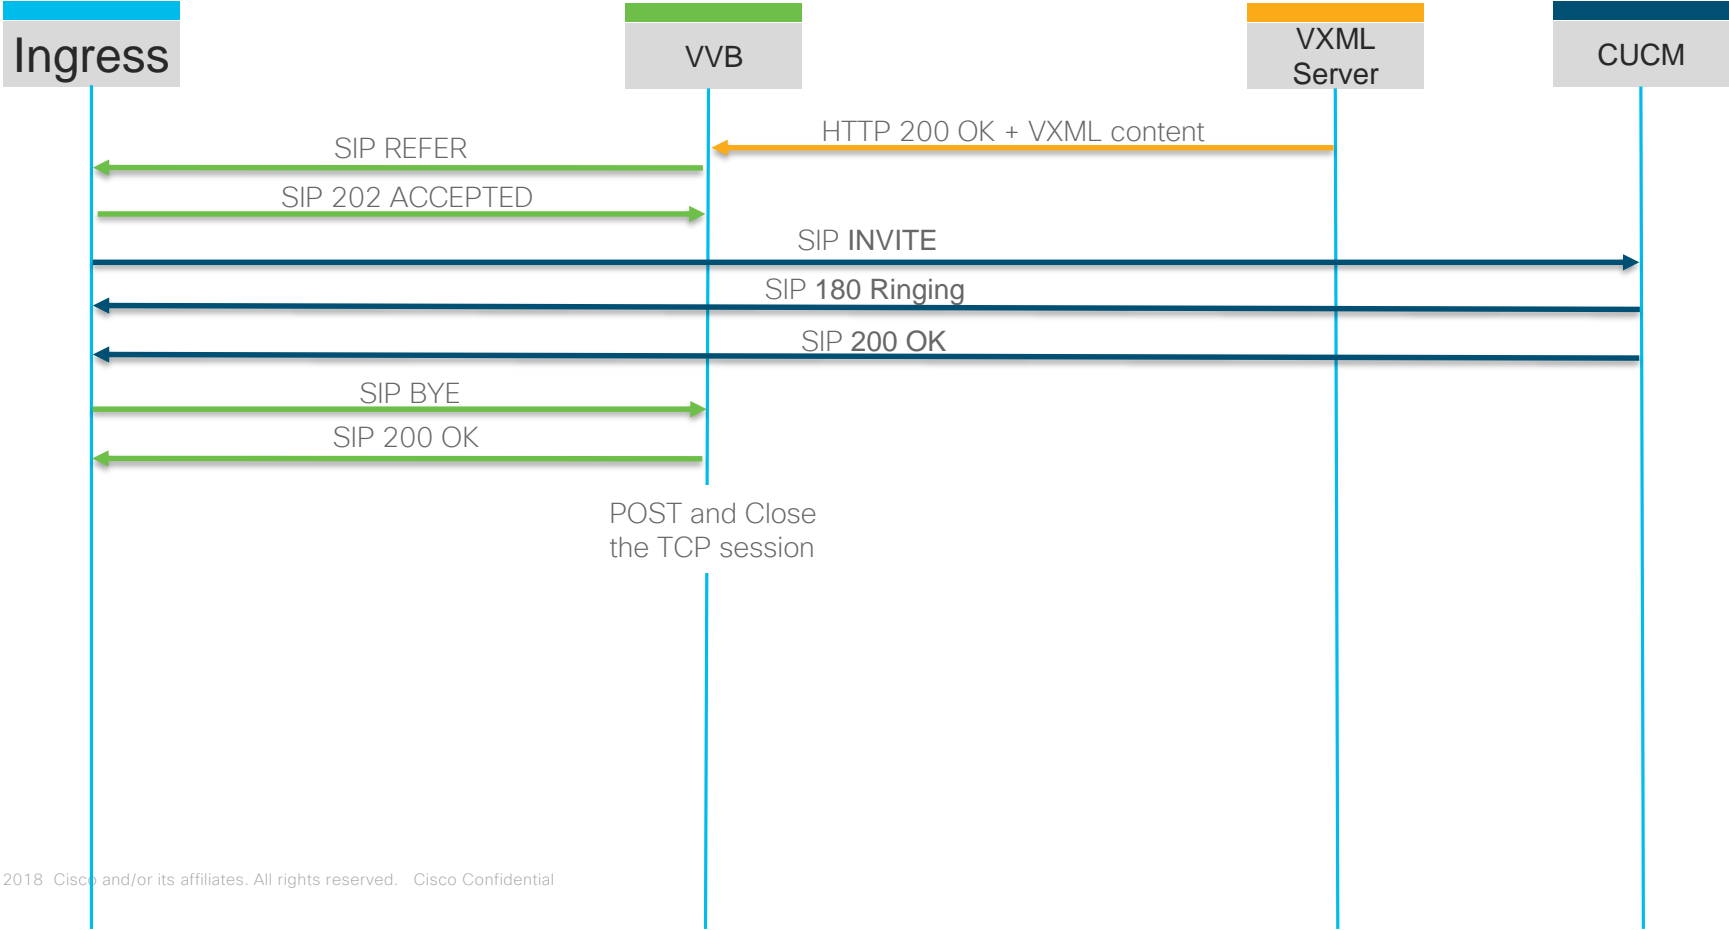 Ingress
VVB
VXML
Server
CUCM
HTTP 200 OK + VXML content
SIP REFER
SIP 202 ACCEPTED
SIP INVITE
SIP 180 Ringing
SIP 200 OK
SIP BYE
SIP 200 OK
POST and Close
the TCP session
2018 Cisco and/or its affiliates. All rights reserved. Cisco Confidential